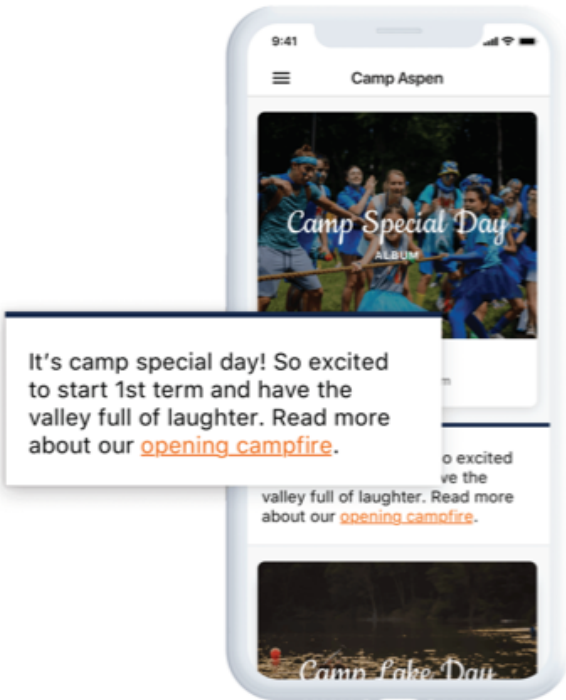 9:41
Camp Aspen
Camp Special Day
ALBUM
It's camp special day! So excited
to start 1st term and have the
valley full of laughter. Read more
about our opening campfire.
o excited
ve the
valley full of laughter. Read more
about our opening campfire.
Camp Lake Day